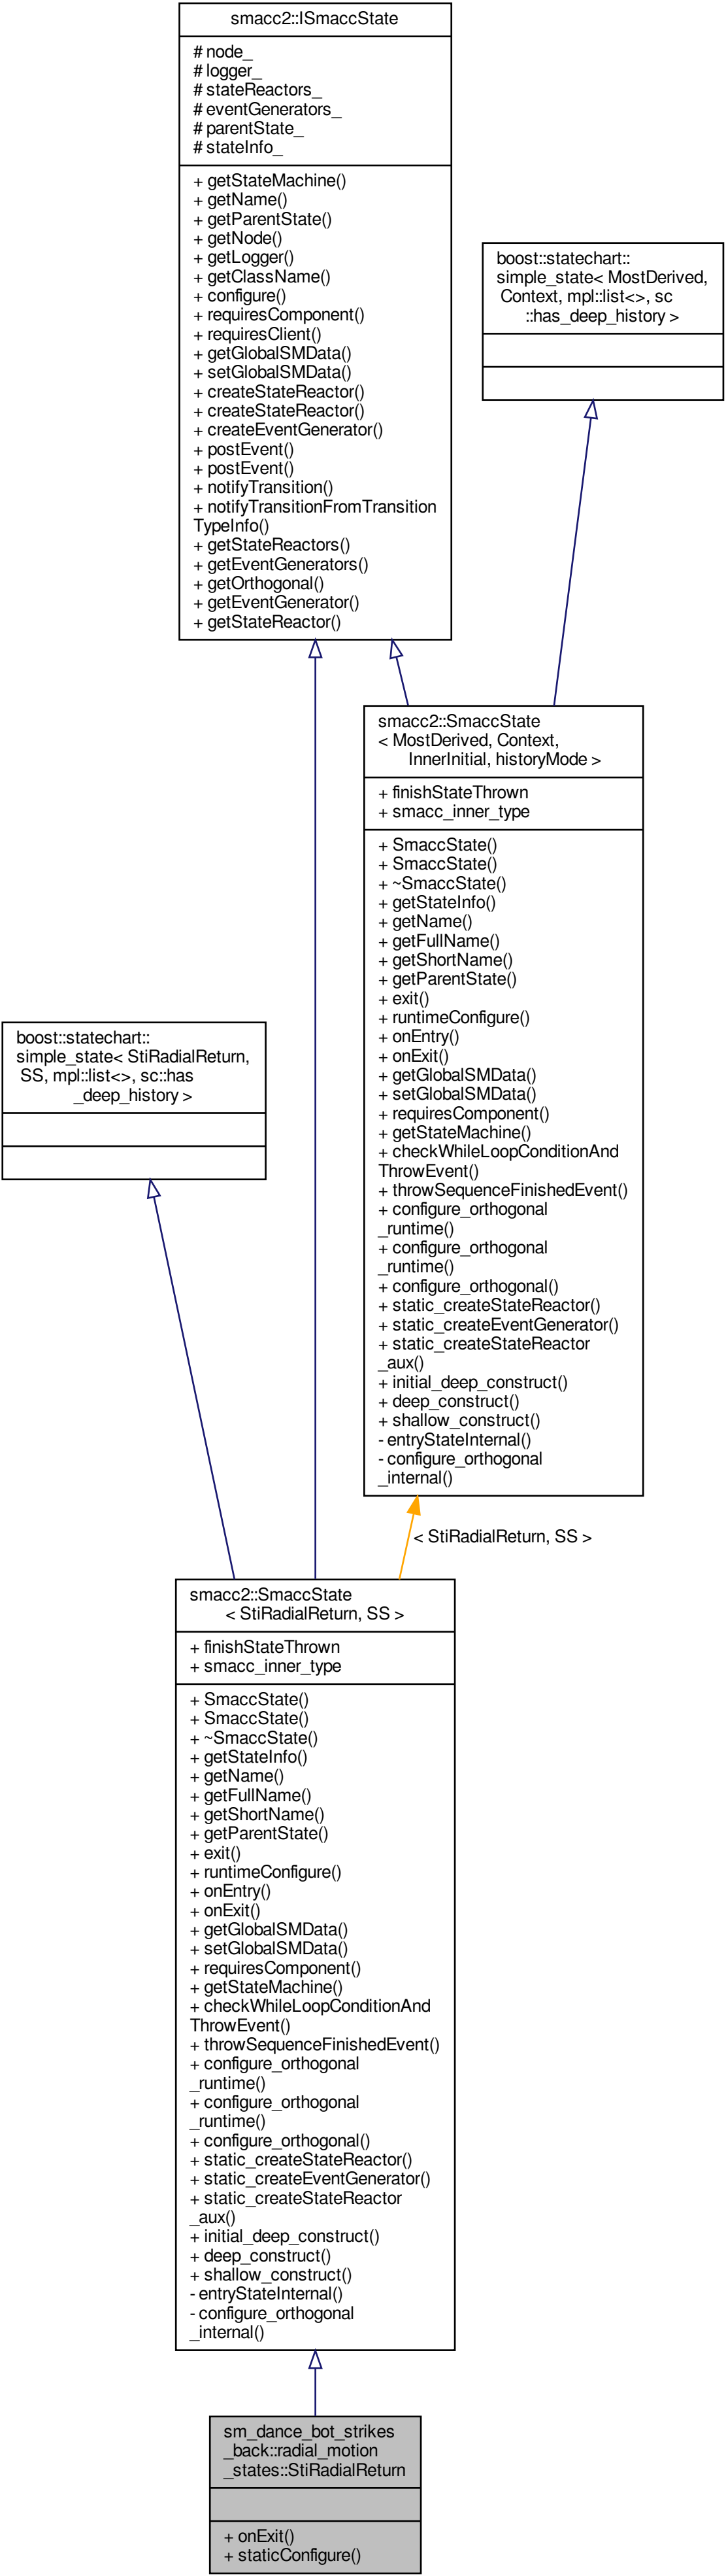 smacc2::ISmaccState
# node_
# logger_
# stateReactors_
# eventGenerators_
# parentState_
# stateInfo_
+ getStateMachine()
+ getName()
+ getParentState()
+ getNode()
+ getLogger()
+ getClassName()
+ configure()
+ requiresComponent()
+ requiresClient()
+ getGlobalSMData()
+ setGlobalSMData()
+ createStateReactor()
+ createStateReactor()
+ createEventGenerator()
+ postEvent()
+ postEvent()
+ notifyTransition()
+ notifyTransitionFromTransition
TypeInfo()
+ getStateReactors()
+ getEventGenerators()
+ getOrthogonal()
+ getEventGenerator()
+ getStateReactor()
boost::statechart::
simple_state< MostDerived,
Context, mpl::list<>, sc
::has_deep_history >
smacc2::SmaccState
< MostDerived, Context,
InnerInitial, historyMode >
+ finishStateThrown
+ smacc_inner_type
+ SmaccState()
+ SmaccState()
+ ~SmaccState()
+ getStateInfo()
+ getName()
+ getFullName()
+ getShortName()
+ getParentState()
+ exit()
+ runtimeConfigure()
+ onEntry()
+ onExit()
+ getGlobalSMData()
+ setGlobalSMData()
+ requiresComponent()
+ getStateMachine()
+ checkWhileLoopConditionAnd
ThrowEvent()
+ throwSequenceFinishedEvent()
+ configure_orthogonal
_runtime()
+ configure_orthogonal
_runtime()
+ configure_orthogonal()
+ static_createStateReactor()
+ static_createEventGenerator()
+ static_createStateReactor
_aux()
+ initial_deep_construct()
+ deep_construct()
+ shallow_construct()
- entryStateInternal()
- configure_orthogonal
_internal()
boost::statechart::
simple_state< StiRadialReturn,
SS, mpl::list<>, sc::has
_deep_history >
< StiRadialReturn, SS >
smacc2::SmaccState
< StiRadialReturn, SS >
+ finishStateThrown
+ smacc_inner_type
+ SmaccState()
+ SmaccState()
+ ~SmaccState()
+ getStateInfo()
+ getName()
+ getFullName()
+ getShortName()
+ getParentState()
+ exit()
+ runtimeConfigure()
+ onEntry()
+ onExit()
+ getGlobalSMData()
+ setGlobalSMData()
+ requiresComponent()
+ getStateMachine()
+ checkWhileLoopConditionAnd
ThrowEvent()
+ throwSequenceFinishedEvent()
+ configure_orthogonal
_runtime()
+ configure_orthogonal
_runtime()
+ configure_orthogonal()
+ static_createStateReactor()
+ static_createEventGenerator()
+ static_createStateReactor
_aux()
+ initial_deep_construct()
+ deep_construct()
+ shallow_construct()
- entryStateInternal()
- configure_orthogonal
_internal()
sm_dance_bot_strikes
_back::radial_motion
_states::StiRadialReturn
+ onExit()
+ staticConfigure()